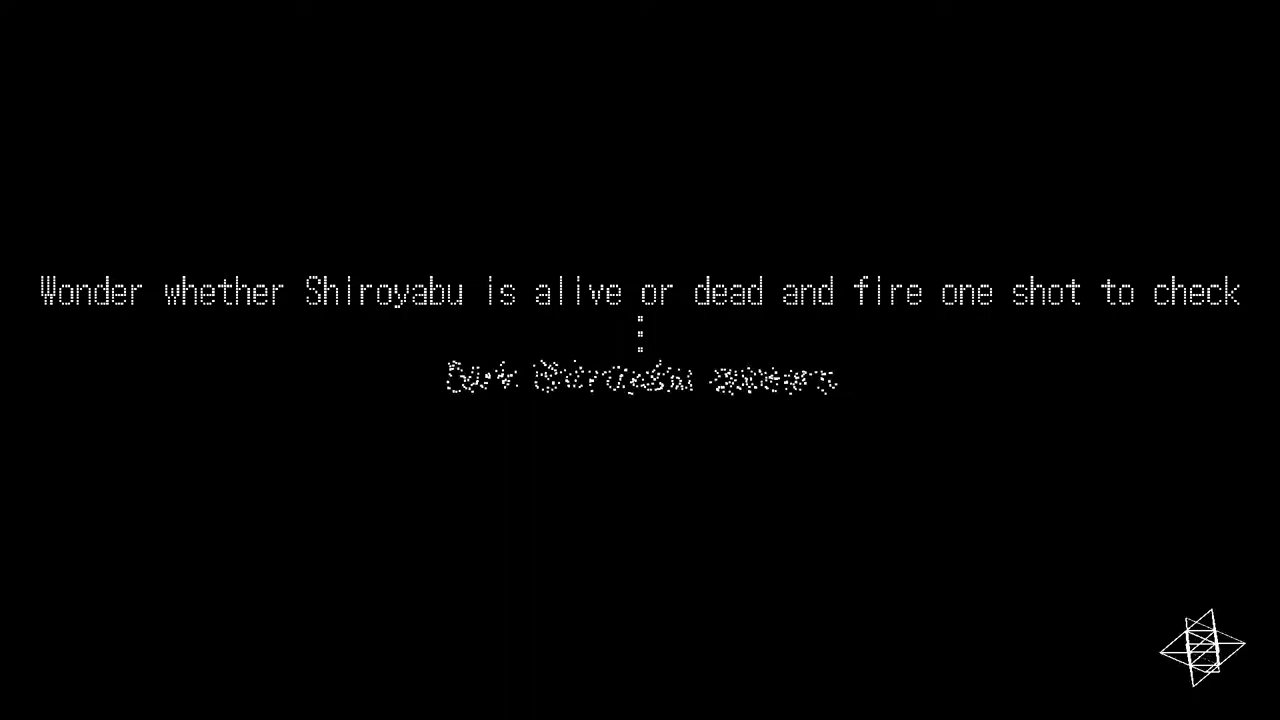 Wonder whether Shiroyabu is alive or dead and fire one shot to check